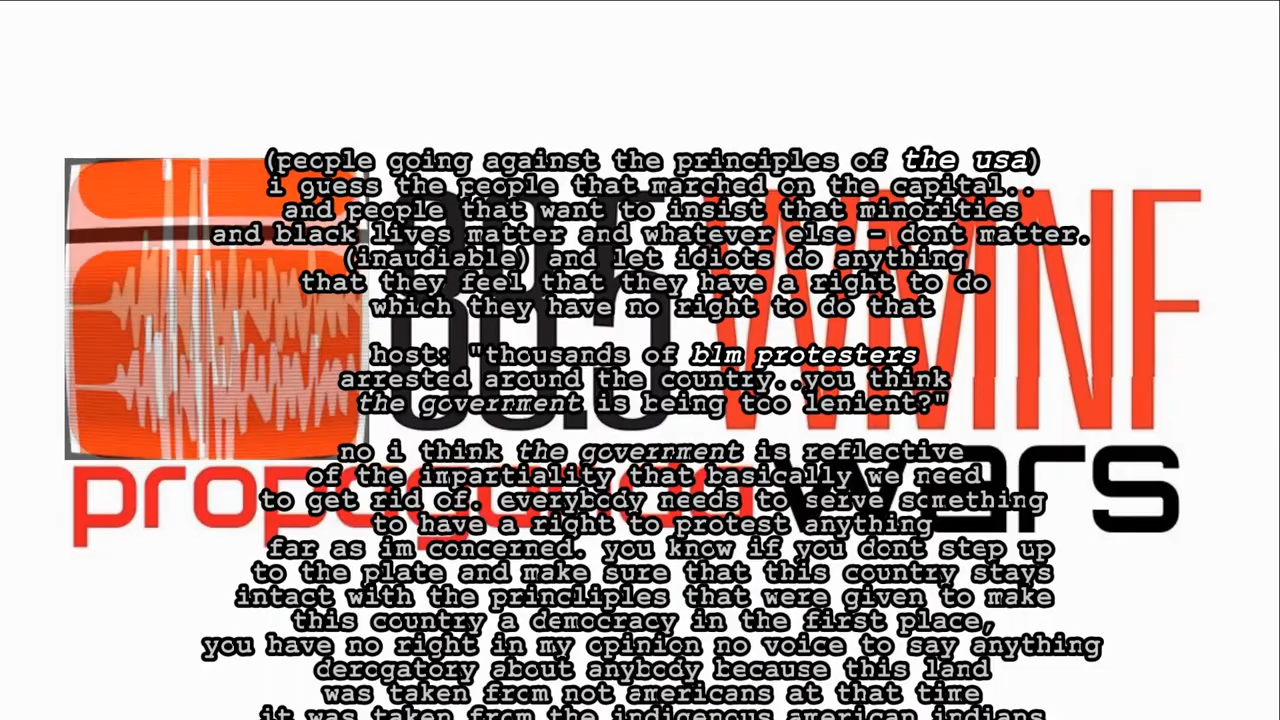 (people going against the principles of the usa)
i guess the people that marched on the capital..
and people that want to insist that minorities
and black lives matter and whatever else - dont matter.
(inaudiable) and let idiots do anything
that they feel that they have a right to do
which they have no right to do that
host: "thousands of blm protesters
arrested around the country..you think
the government is being too lenient?"
no i think the government is reflective
of the impartiality that basically we need
to get rid of. everybody needs to serve something
to have a right to protest anything
far as im concerned. you know if you dont step up
to the plate and make sure that this country stays
intact with the princliples that were given to make
this country a democracy in the first place,
you have no right in my opinion no voice to say anything
derogatory about anybody because this land
was taken from not americans at that time
it was taken from the indigenous american indians
88.5 WMNF
propaganda wars